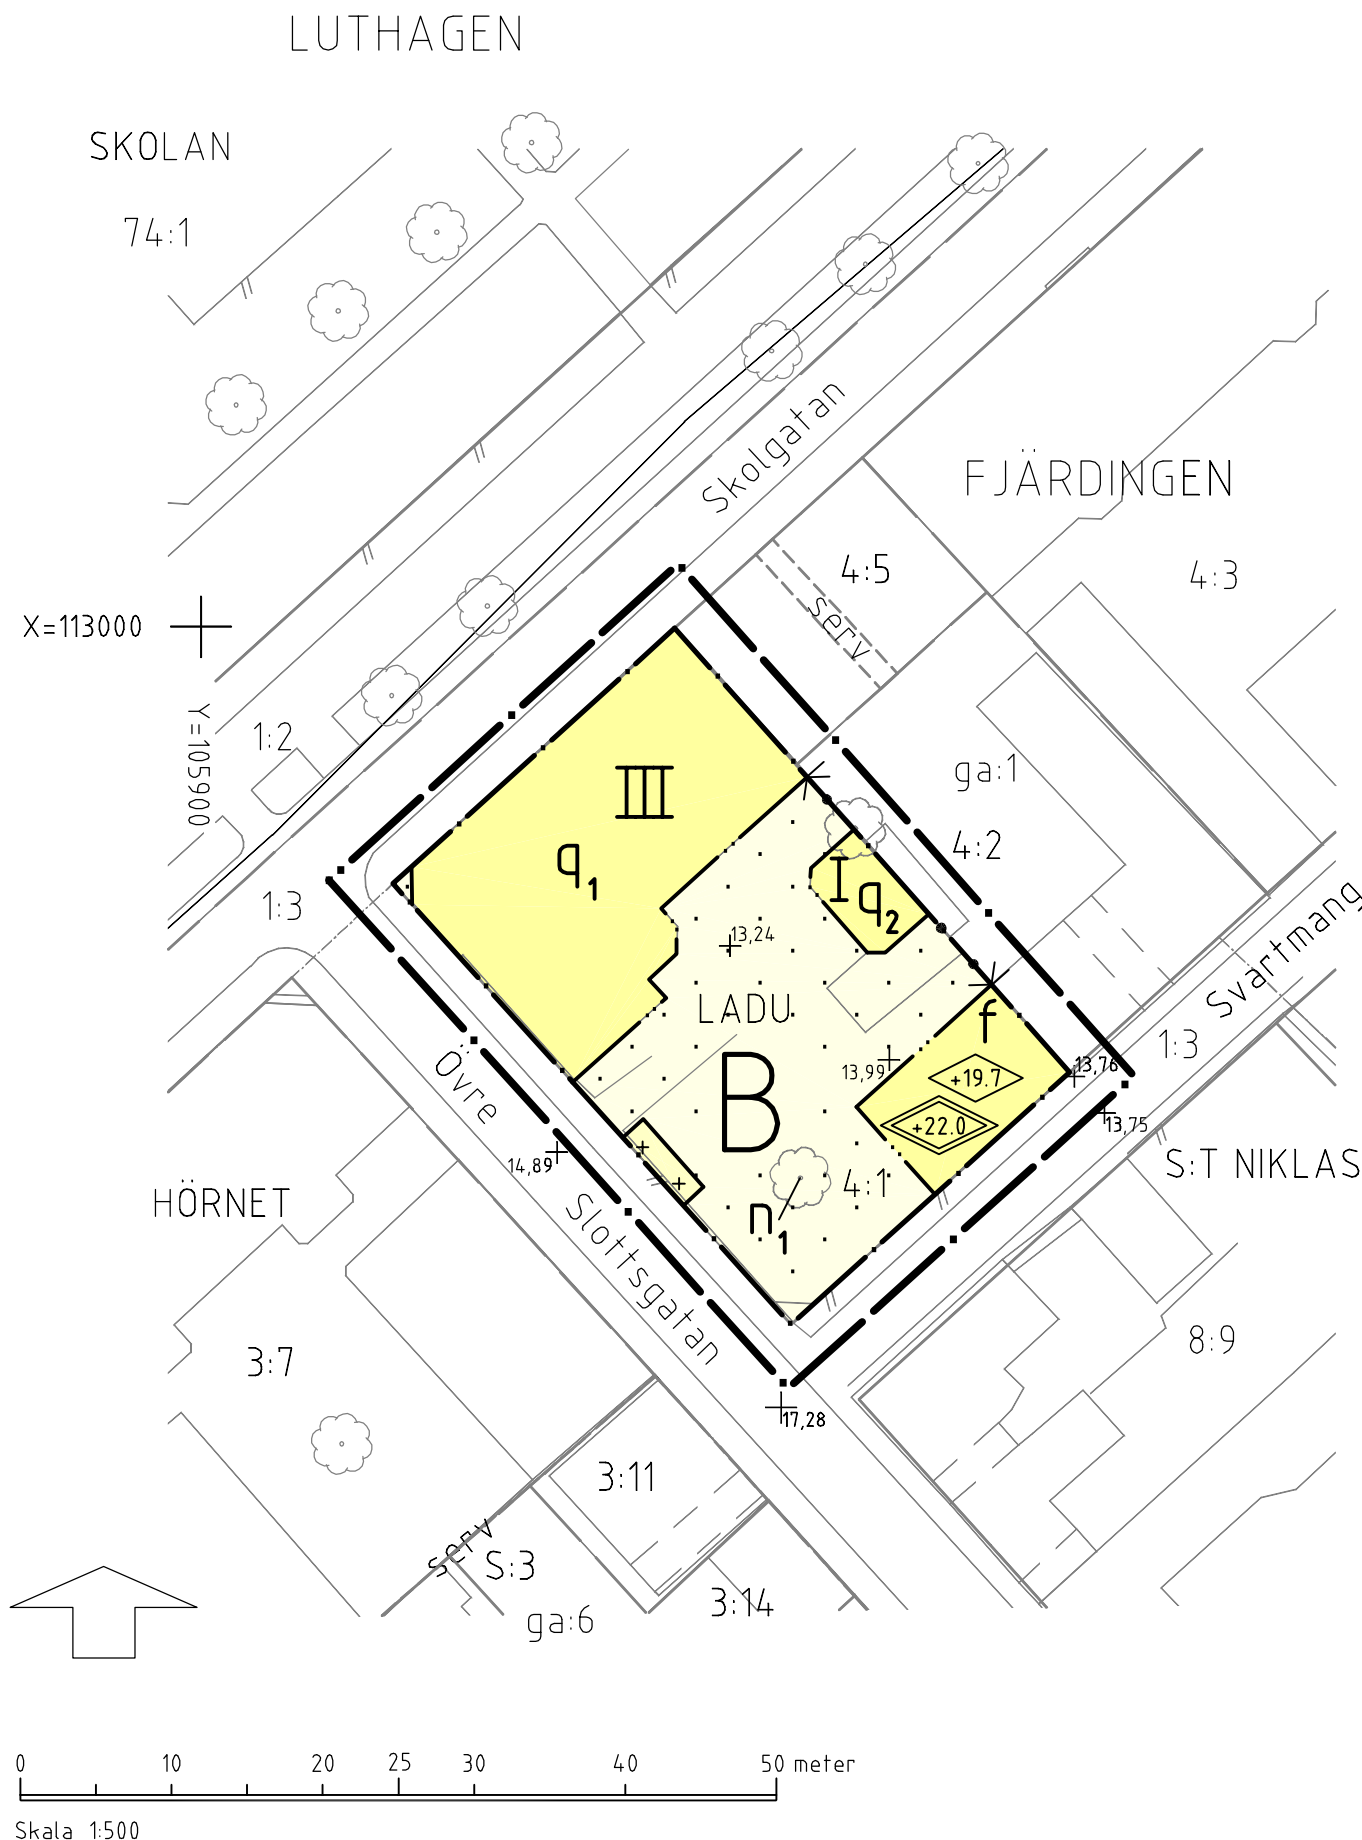 LUTHAGEN
SKOLAN
74:1
Skolgatan
FJÄRDINGEN
4:5
4:3
serv
X=113000
Y=105900
1:2
III
ga:1
q1
4:2
I
q2
1:3
13,24
Svartmang
LADU
f
Övre
1:3
13,76
13,99
+19.7
B
+22.0
13,75
14,89
S:T NIKLAS
HÖRNET
4:1
n1
Slottsgatan
3:7
8:9
17,28
3:11
serv
S:3
3:14
ga:6
0 10 20 25 30 40 50 meter
Skala 1:500